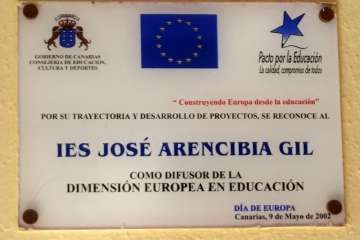 GOBIERNO DE CANARIAS
CONSEJERÍA DE EDUCACIÓN,
CULTURA Y DEPORTES
Pacto por la Educación
La calidad, compromiso de todos
“ Construyendo Europa desde la educación”
POR SU TRAYECTORIA Y DESARROLLO DE PROYECTOS, SE RECONOCE AL
IES JOSÉ ARENCIBIA GIL
COMO DIFUSOR DE LA
DIMENSIÓN EUROPEA EN EDUCACIÓN
DÍA DE EUROPA
Canarias, 9 de Mayo de 2002